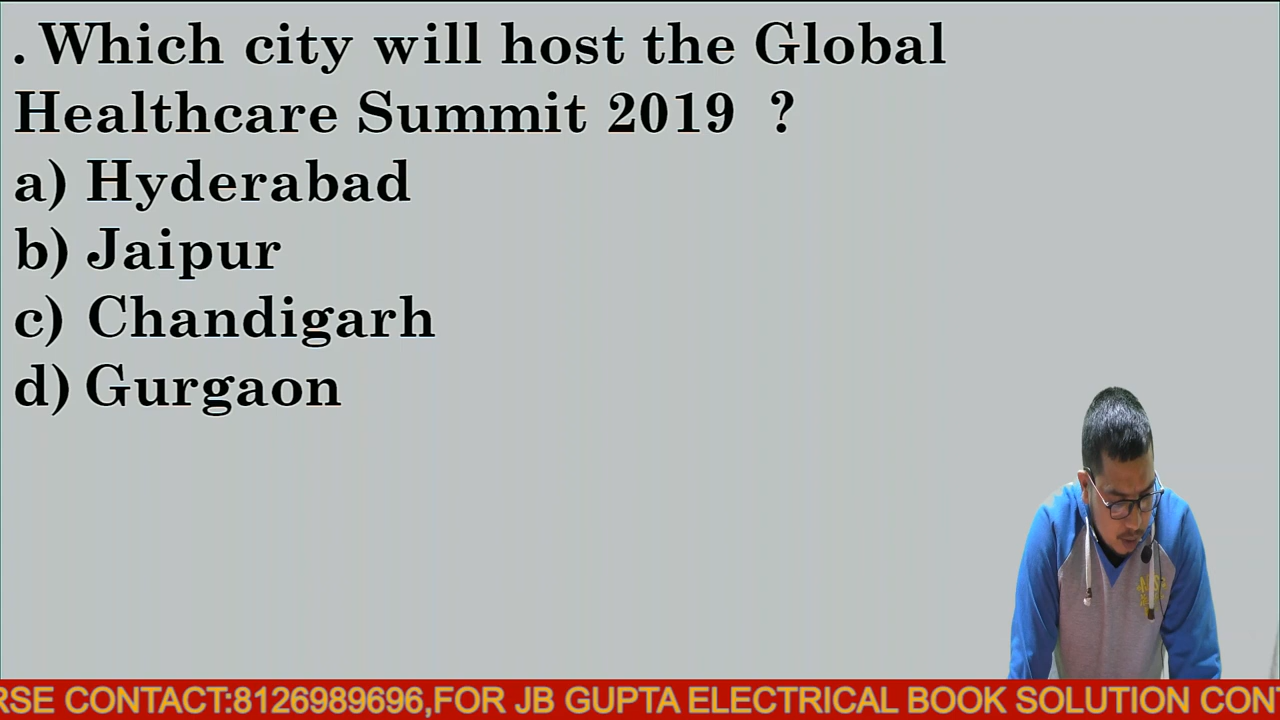 . Which city will host the Global
Healthcare Summit 2019 ?
a) Hyderabad
b) Jaipur
c) Chandigarh
d) Gurgaon
RSE CONTACT:8126989696,FOR JB GUPTA ELECTRICAL BOOK SOLUTION CON